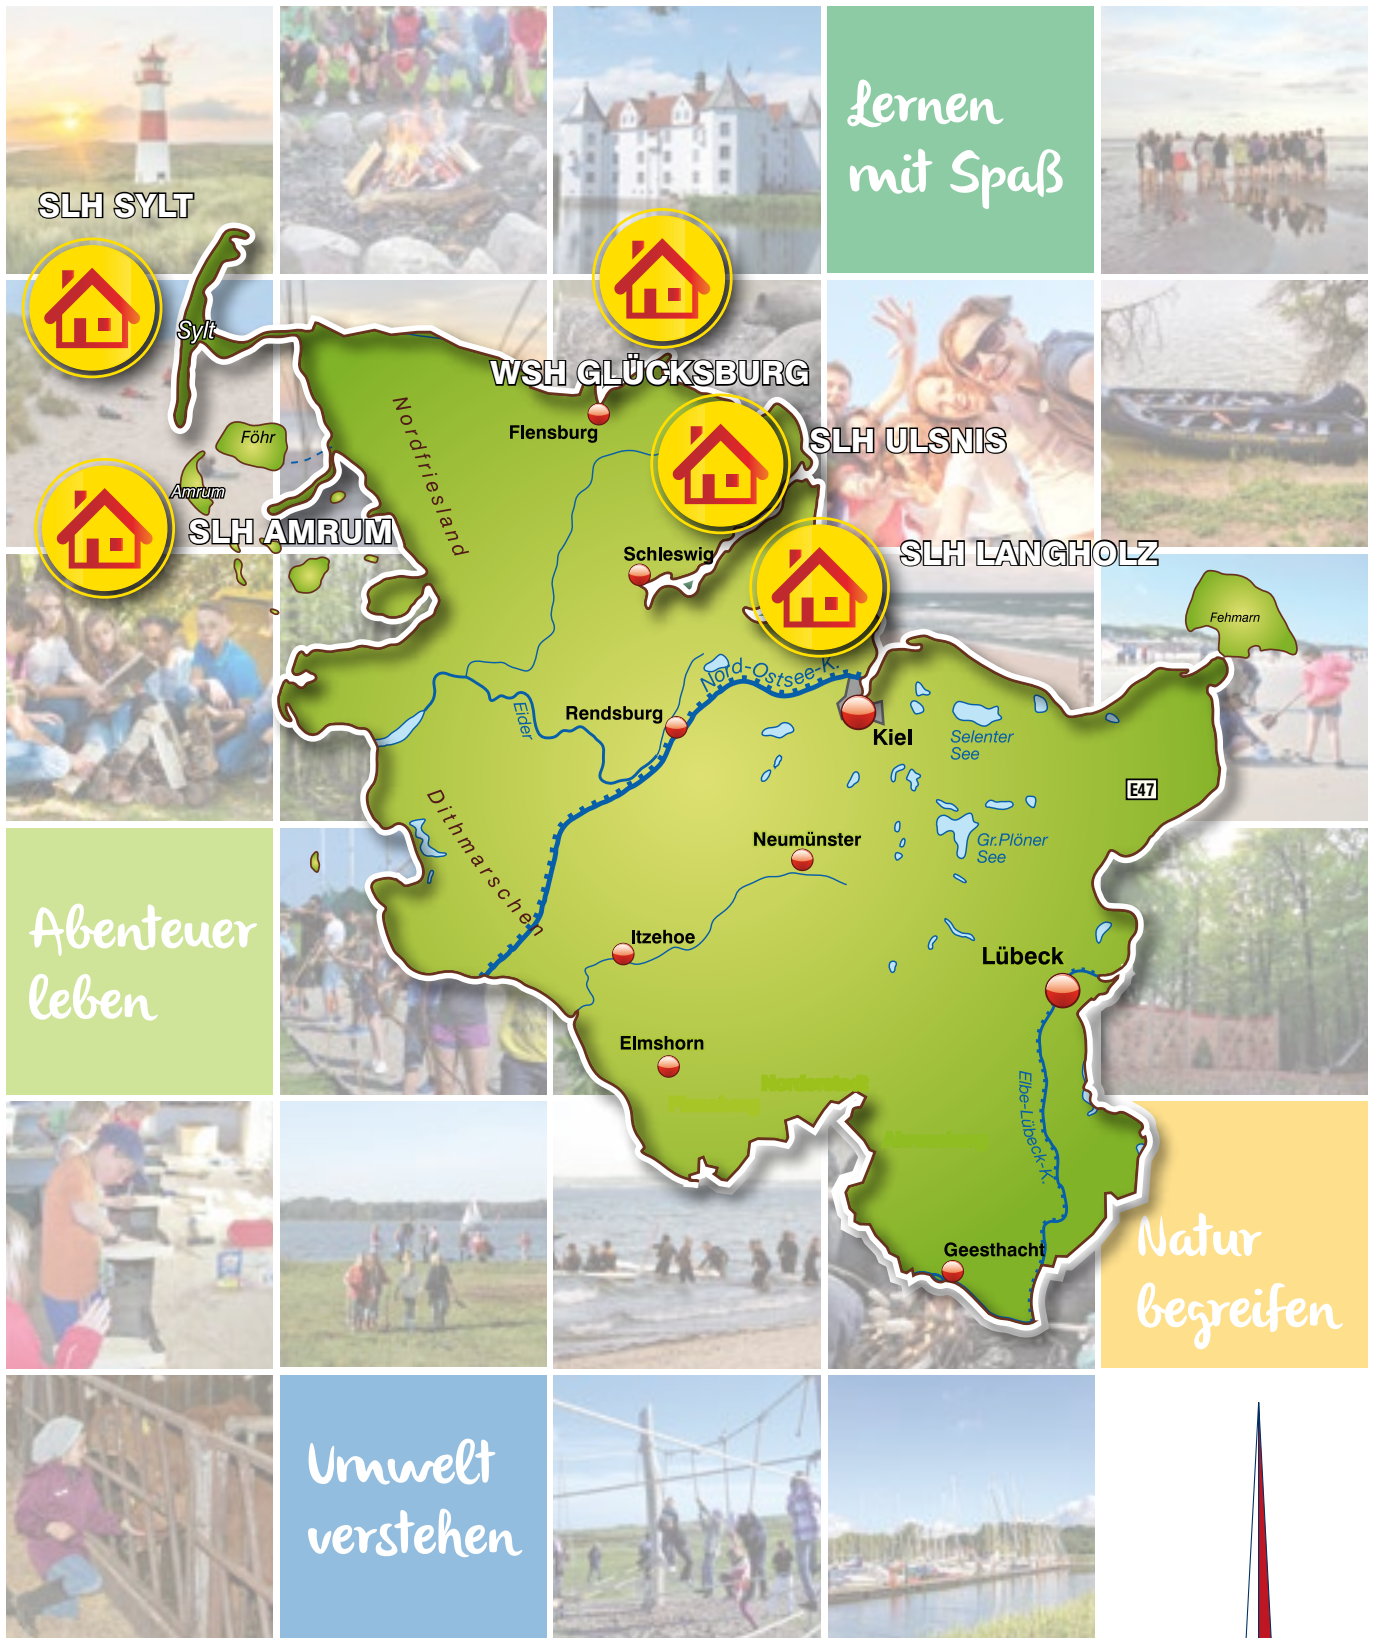 Lernen
mit Spaß
SLH SYLT
Sylt
WSH GLÜCKSBURG
Nordfriesland
Flensburg
Föhr
SLH ULSNIS
Amrum
SLH AMRUM
Schleswig
SLH LANGHOLZ
Fehmarn
Nord-Ostsee-K.
Eider
Rendsburg
Kiel
Selenter
See
E47
Dithmarschen
Neumünster
Gr.Plöner
See
Abenteuer
leben
Itzehoe
Lübeck
Elmshorn
Norderstedt
Elbe-Lübeck-K.
Natur
begreifen
Geesthacht
Umwelt
verstehen